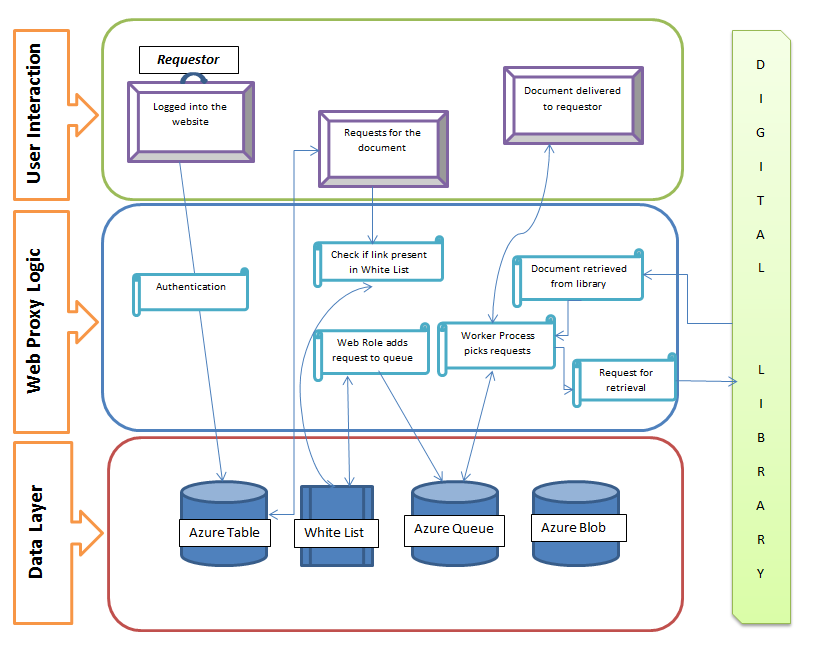 User Interaction
Requestor
Logged into the
website
Requests for the
document
Document delivered
to requestor
Web Proxy Logic
Authentication
Check if link present
in White List
Web Role adds
request to queue
Worker Process
picks requests
Document retrieved
from library
Request for
retrieval
Data Layer
Azure Table
White List
Azure Queue
Azure Blob
DIGITAL LIBRARY